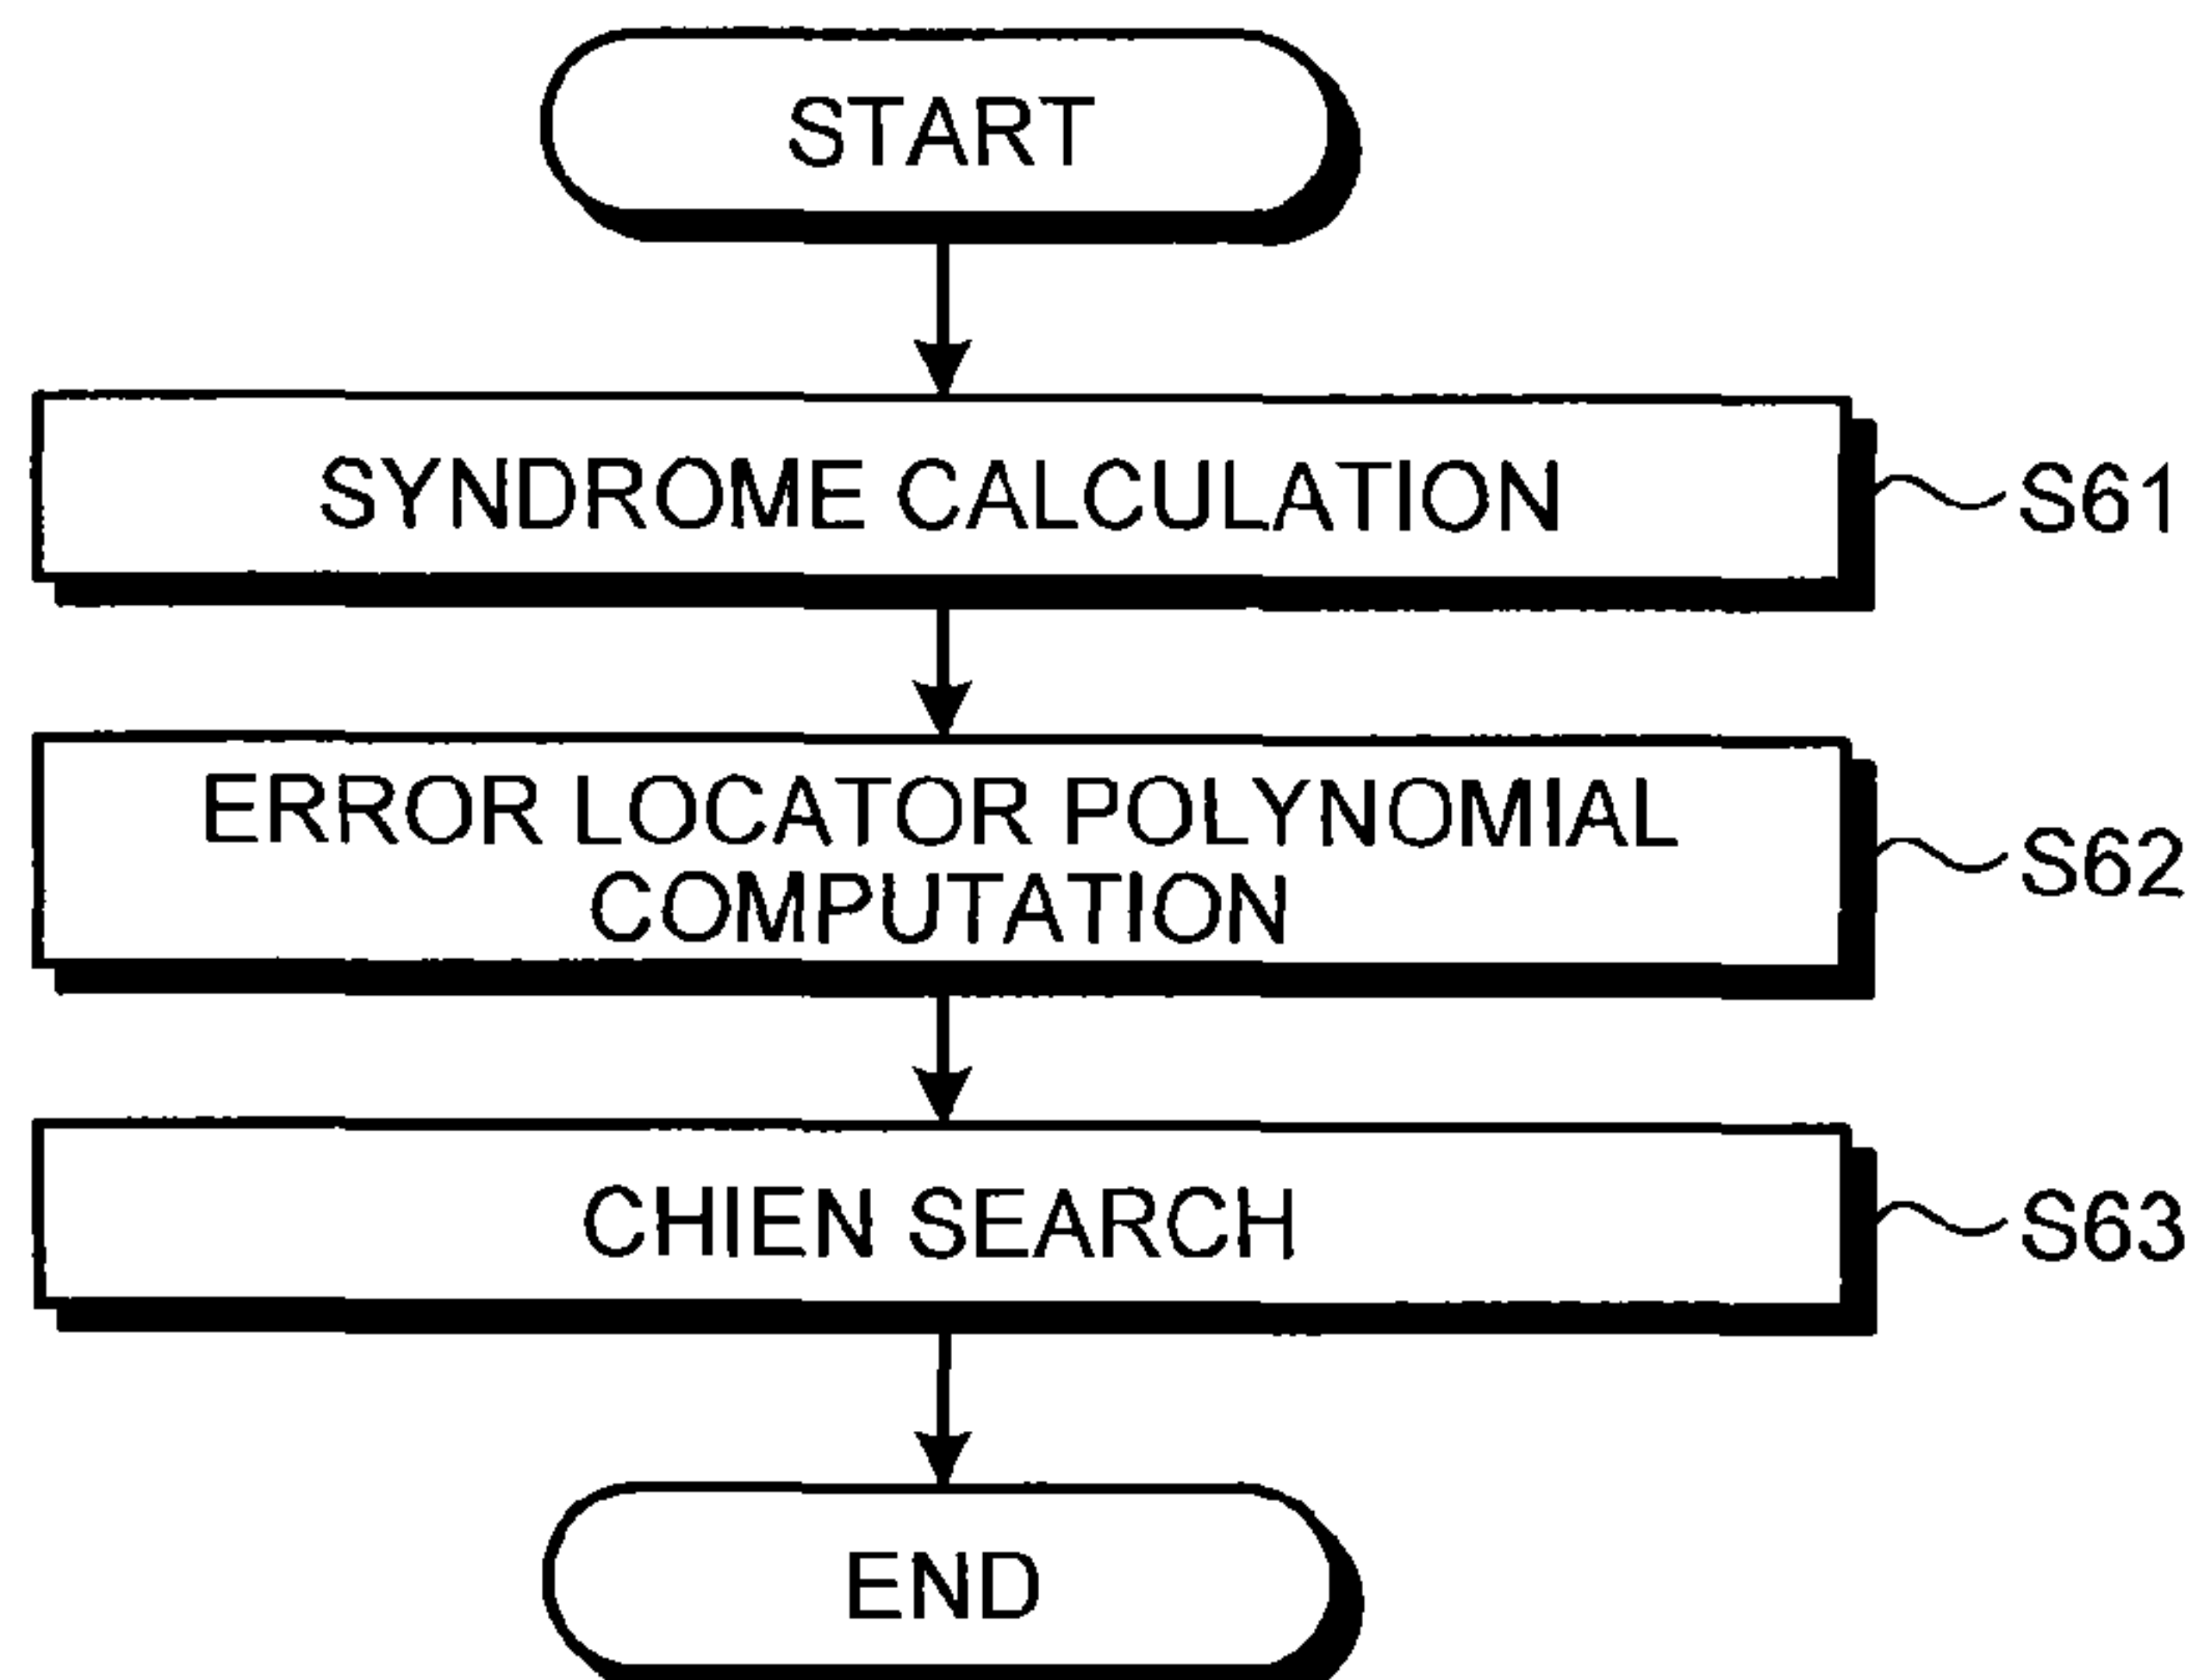 START
SYNDROME CALCULATION
S61
ERROR LOCATOR POLYNOMIAL
COMPUTATION
S62
CHIEN SEARCH
S63
END